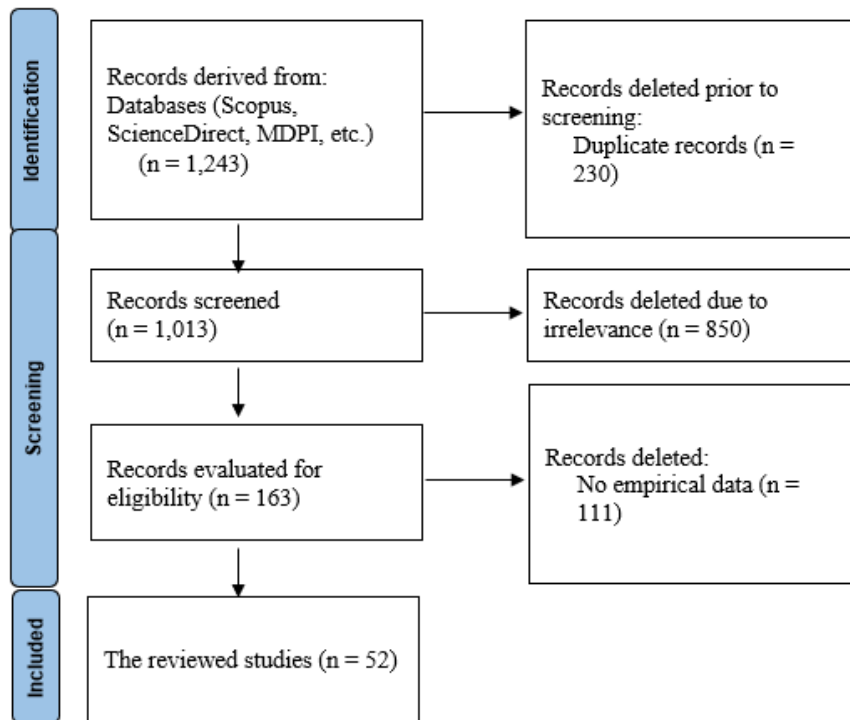 Identification
Records derived from:
Databases (Scopus,
ScienceDirect, MDPI, etc.)
(n = 1,243)
Records deleted prior to
screening:
Duplicate records (n =
230)
Screening
Records screened
(n = 1,013)
Records deleted due to
irrelevance (n = 850)
Records evaluated for
eligibility (n = 163)
Records deleted:
No empirical data (n =
111)
Included
The reviewed studies (n = 52)